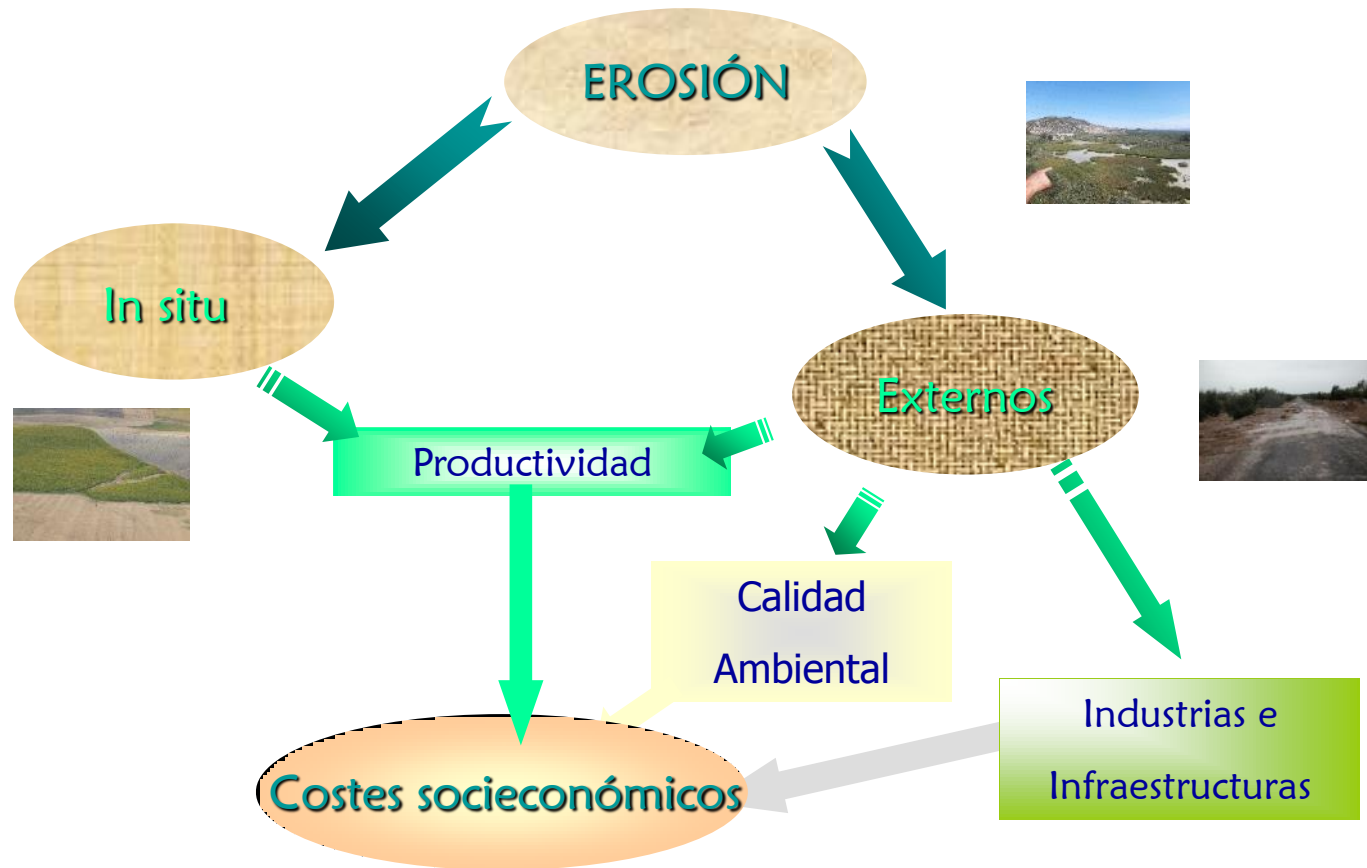 EROSIÓN
In situ
Externos
Productividad
Calidad
Ambiental
Industrias e
Infraestructuras
Costes socieconómicos